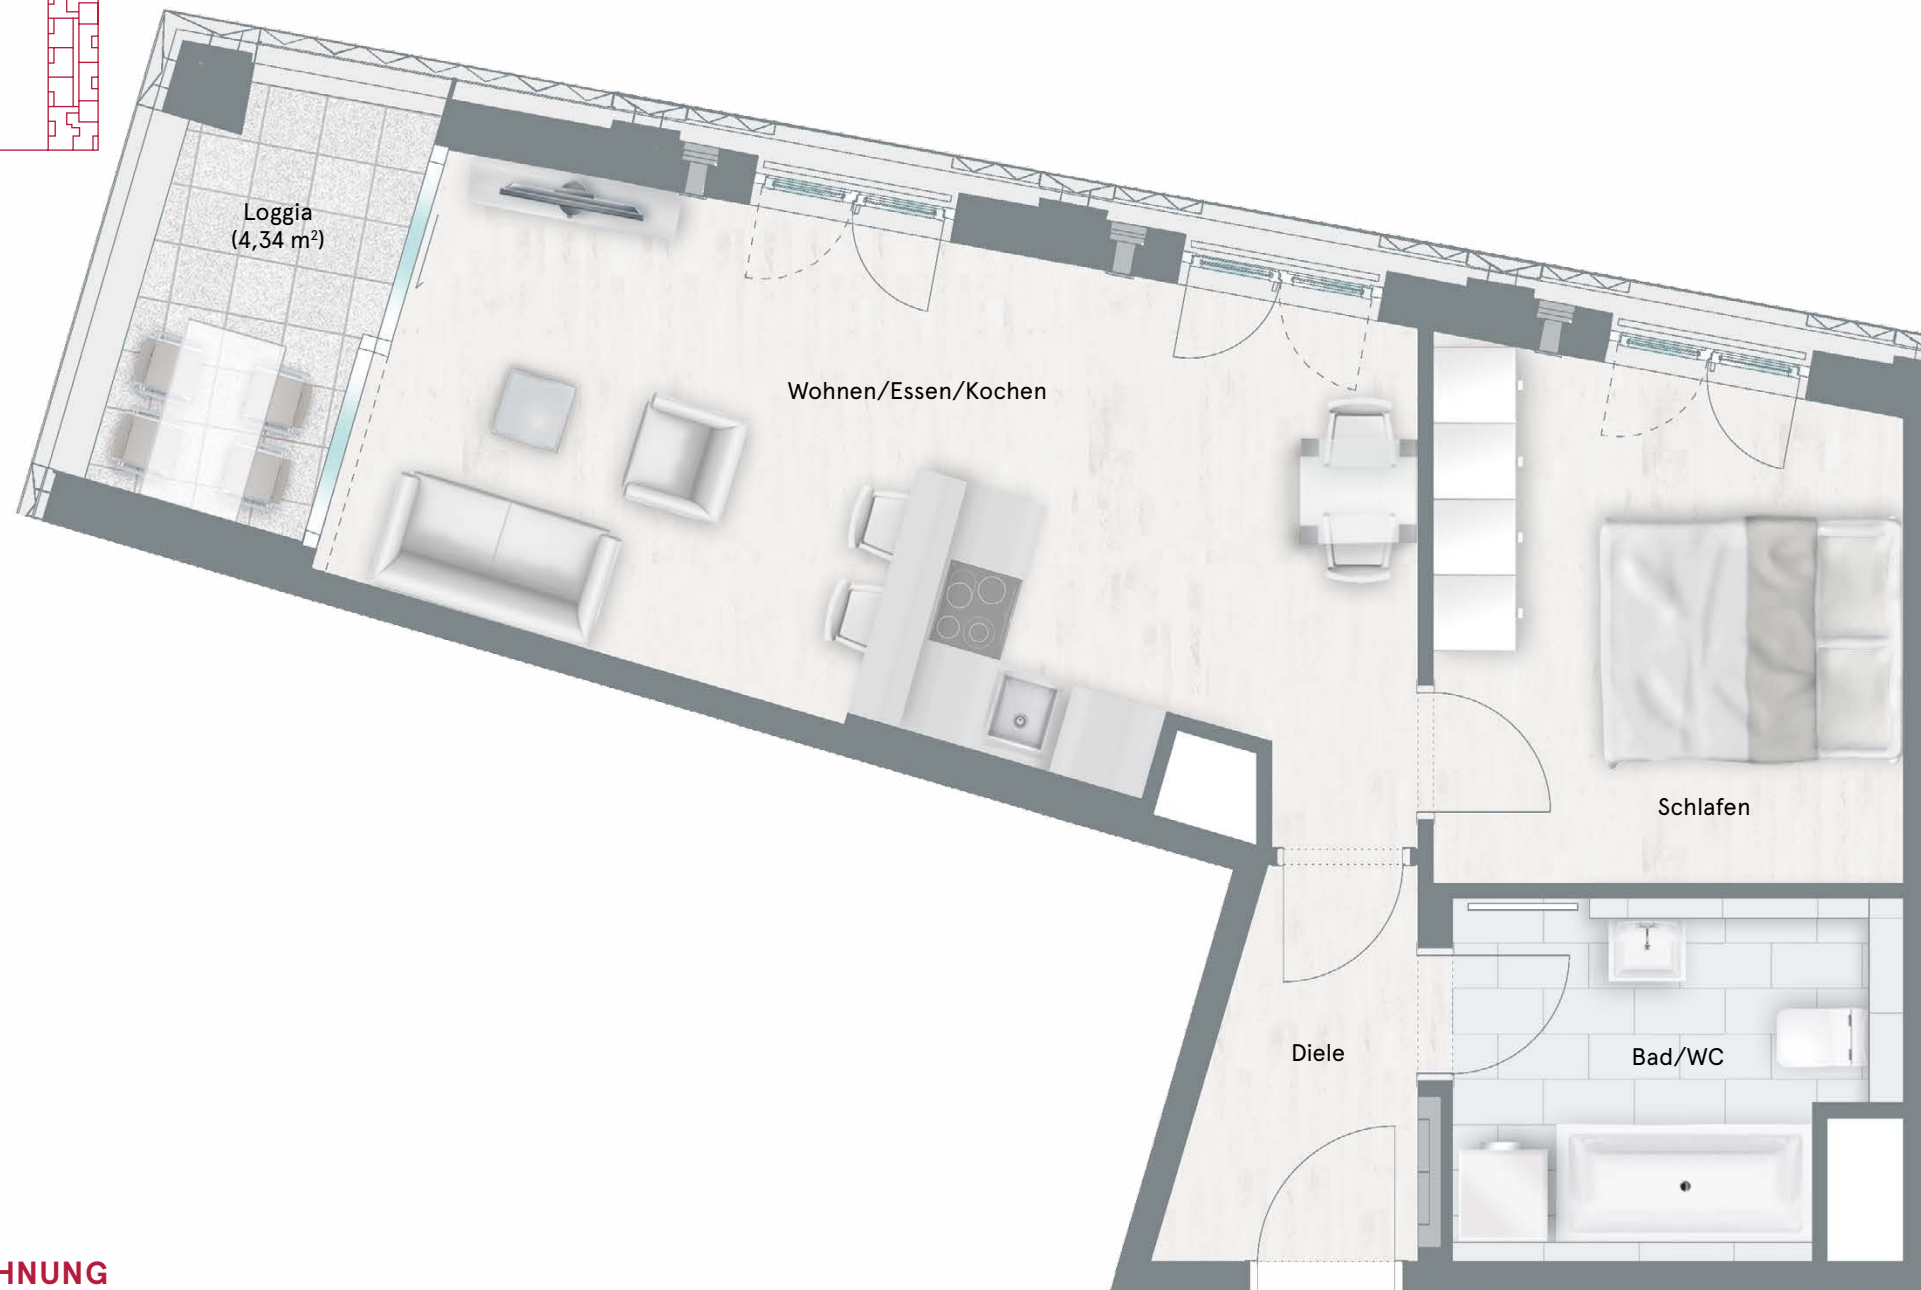 Loggia
(4,34 m²)
Wohnen/Essen/Kochen
Schlafen
Diele
Bad/WC
HNUNG